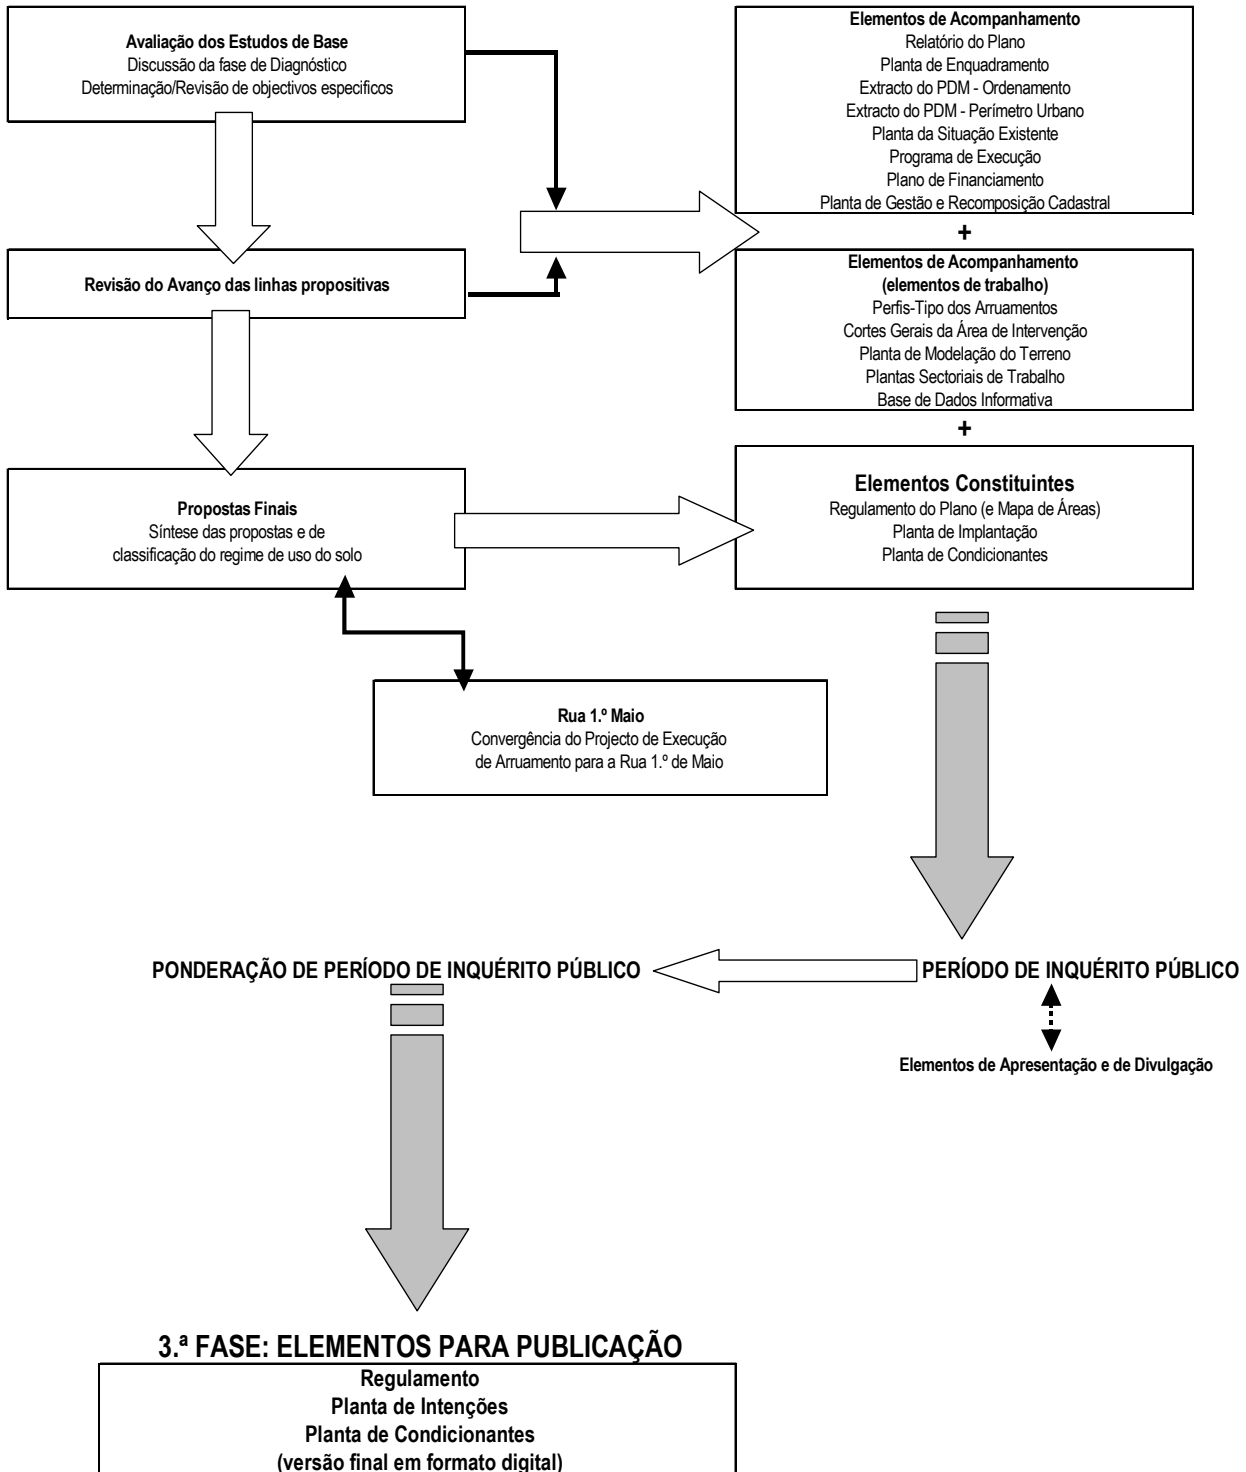 Avaliação dos Estudos de Base
Discussão da fase de Diagnóstico
Determinação/Revisão de objectivos especificos
Elementos de Acompanhamento
Relatório do Plano
Planta de Enquadramento
Extracto do PDM - Ordenamento
Extracto do PDM - Perímetro Urbano
Planta da Situação Existente
Programa de Execução
Plano de Financiamento
Planta de Gestão e Recomposição Cadastral
+
Revisão do Avanço das linhas propositivas
Elementos de Acompanhamento
(elementos de trabalho)
Perfis-Tipo dos Arruamentos
Cortes Gerais da Área de Intervenção
Planta de Modelação do Terreno
Plantas Sectoriais de Trabalho
Base de Dados Informativa
+
Propostas Finais
Síntese das propostas e de
classificação do regime de uso do solo
Elementos Constituintes
Regulamento do Plano (e Mapa de Áreas)
Planta de Implantação
Planta de Condicionantes
Rua 1.º Maio
Convergência do Projecto de Execução
de Arruamento para a Rua 1.º de Maio
PONDERAÇÃO DE PERÍODO DE INQUÉRITO PÚBLICO
PERÍODO DE INQUÉRITO PÚBLICO
Elementos de Apresentação e de Divulgação
3.ª FASE: ELEMENTOS PARA PUBLICAÇÃO
Regulamento
Planta de Intenções
Planta de Condicionantes
(versão final em formato digital)